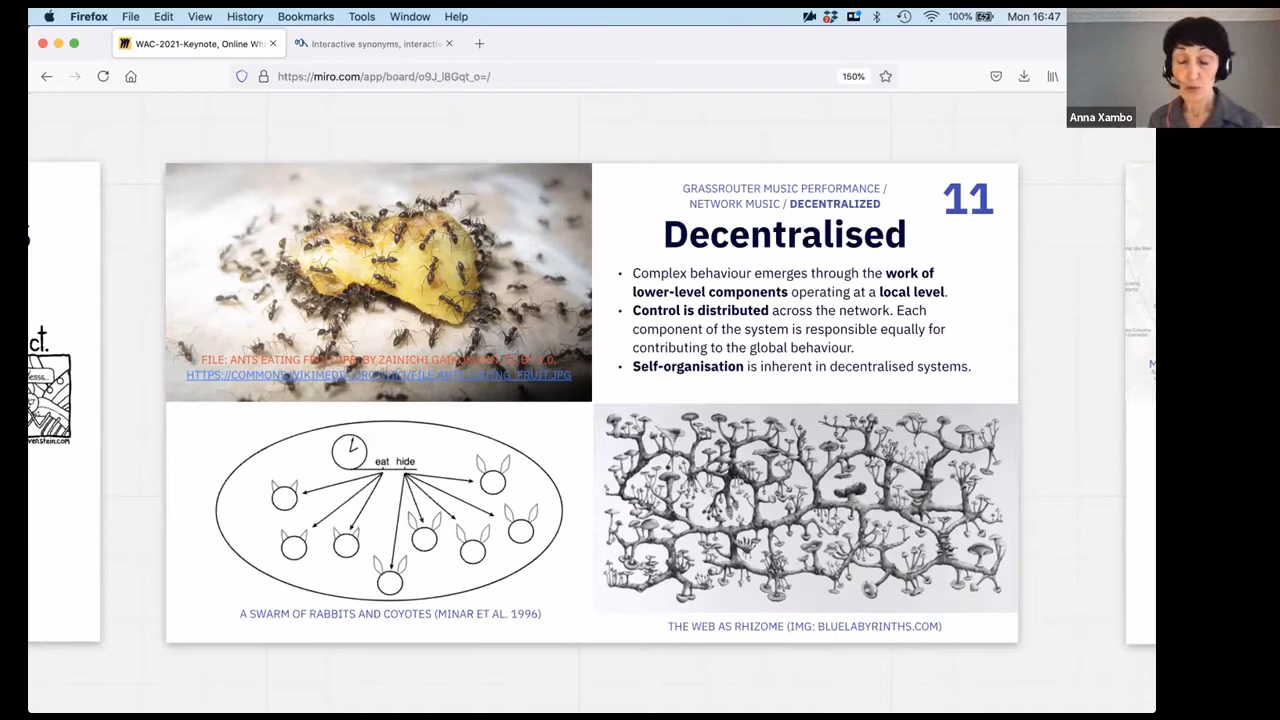 Firefox File Edit View History Bookmarks Tools Window Help 100% Mon 16:47
WAC-2021-Keynote, Online Whi
Interactive synonyms, interactiv
https://miro.com/app/board/o9J_l8Gqt_o=/
150%
Anna Xambo
GRASSROUTER MUSIC PERFORMANCE /
NETWORK MUSIC / DECENTRALIZED
11
Decentralised
• Complex behaviour emerges through the work of
lower-level components operating at a local level.
• Control is distributed across the network. Each
component of the system is responsible equally for
contributing to the global behaviour.
• Self-organisation is inherent in decentralised systems.
FILE: ANTS EATING FRUIT.JPG, BY ZAINICHI
HTTPS://COMMONS.WIKIMEDIA.ORG/WIKI/FILE:ANTS_EATING_FRUIT.JPG
ct.
eat hide
A SWARM OF RABBITS AND COYOTES (MINAR ET AL. 1996)
THE WEB AS RHIZOME (IMG: BLUELABYRINTHS.COM)